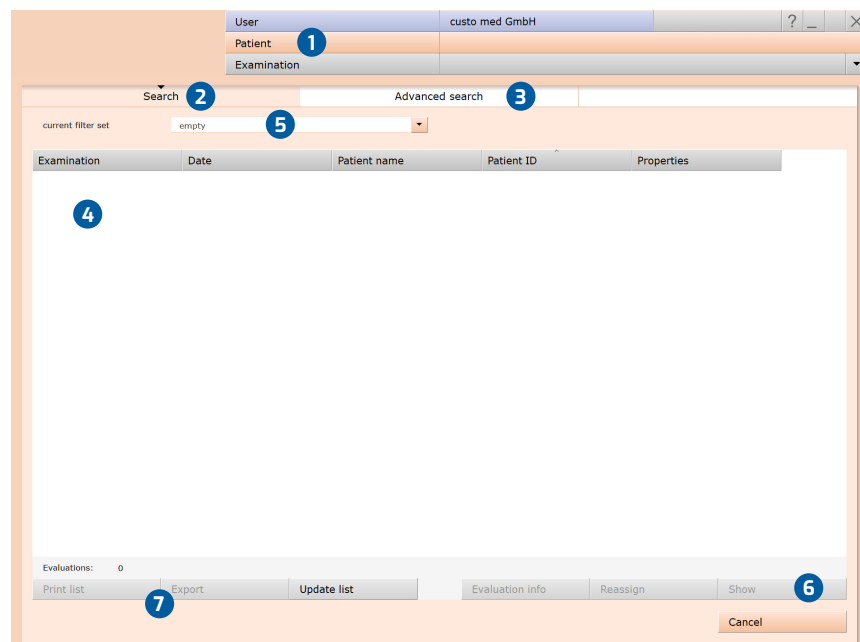 User custo med GmbH ? _ X
Patient 1
Examination
Search 2 Advanced search 3
current filter set empty 5
Examination Date Patient name Patient ID Properties
4
Evaluations: 0
Print list Export Update list Evaluation info Reassign Show 6
7
Cancel